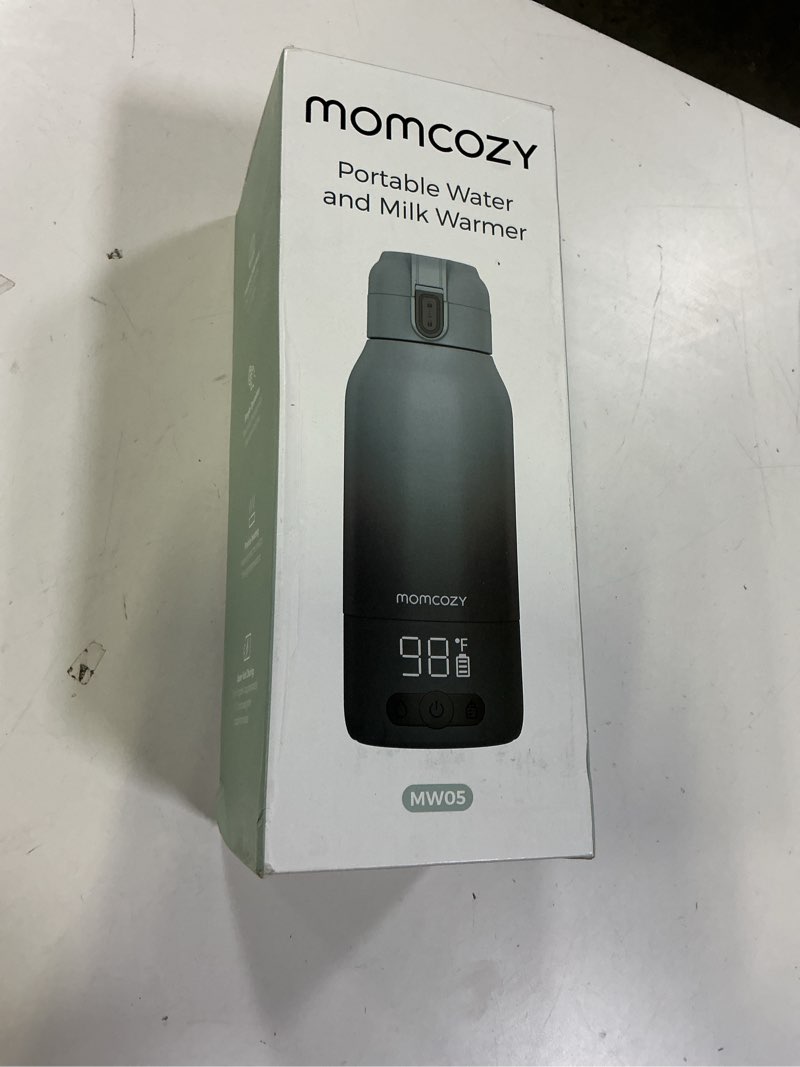 momcozy
Portable Water
and Milk Warmer
momcozy
98°F
MW05